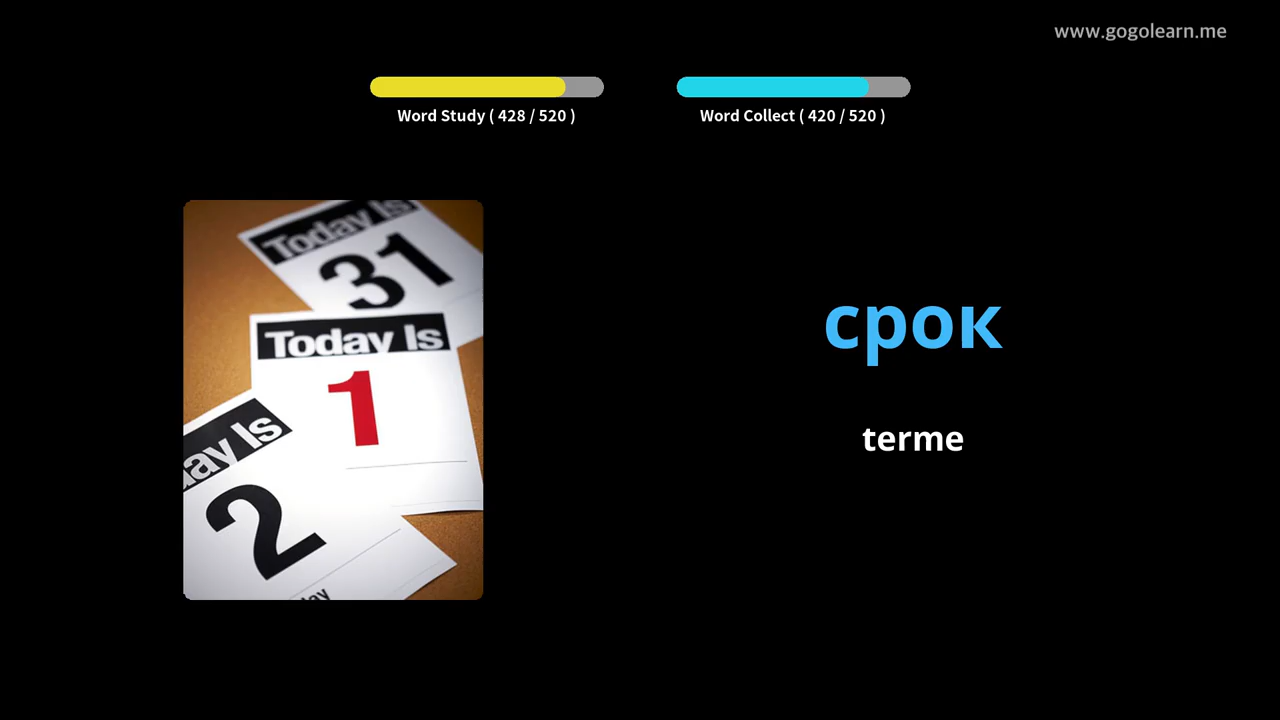 www.gogolearn.me
Word Study ( 428 / 520 )
Word Collect ( 420 / 520 )
Today Is
31
Today Is
1
ay Is
2
ay
срок
terme